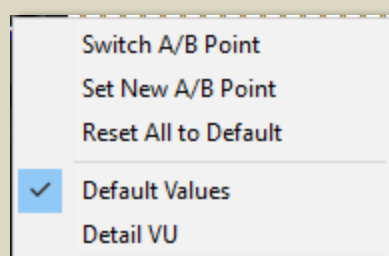 Switch A/B Point
Set New A/B Point
Reset All to Default
Default Values
Detail VU